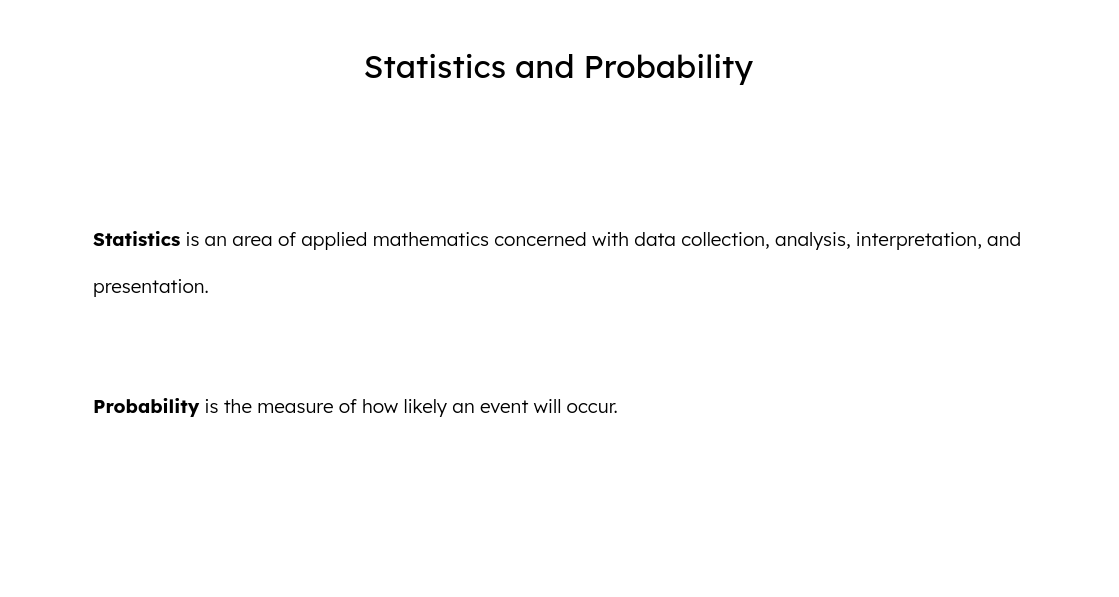 Statistics and Probability
Statistics is an area of applied mathematics concerned with data collection, analysis, interpretation, and
presentation.
Probability is the measure of how likely an event will occur.